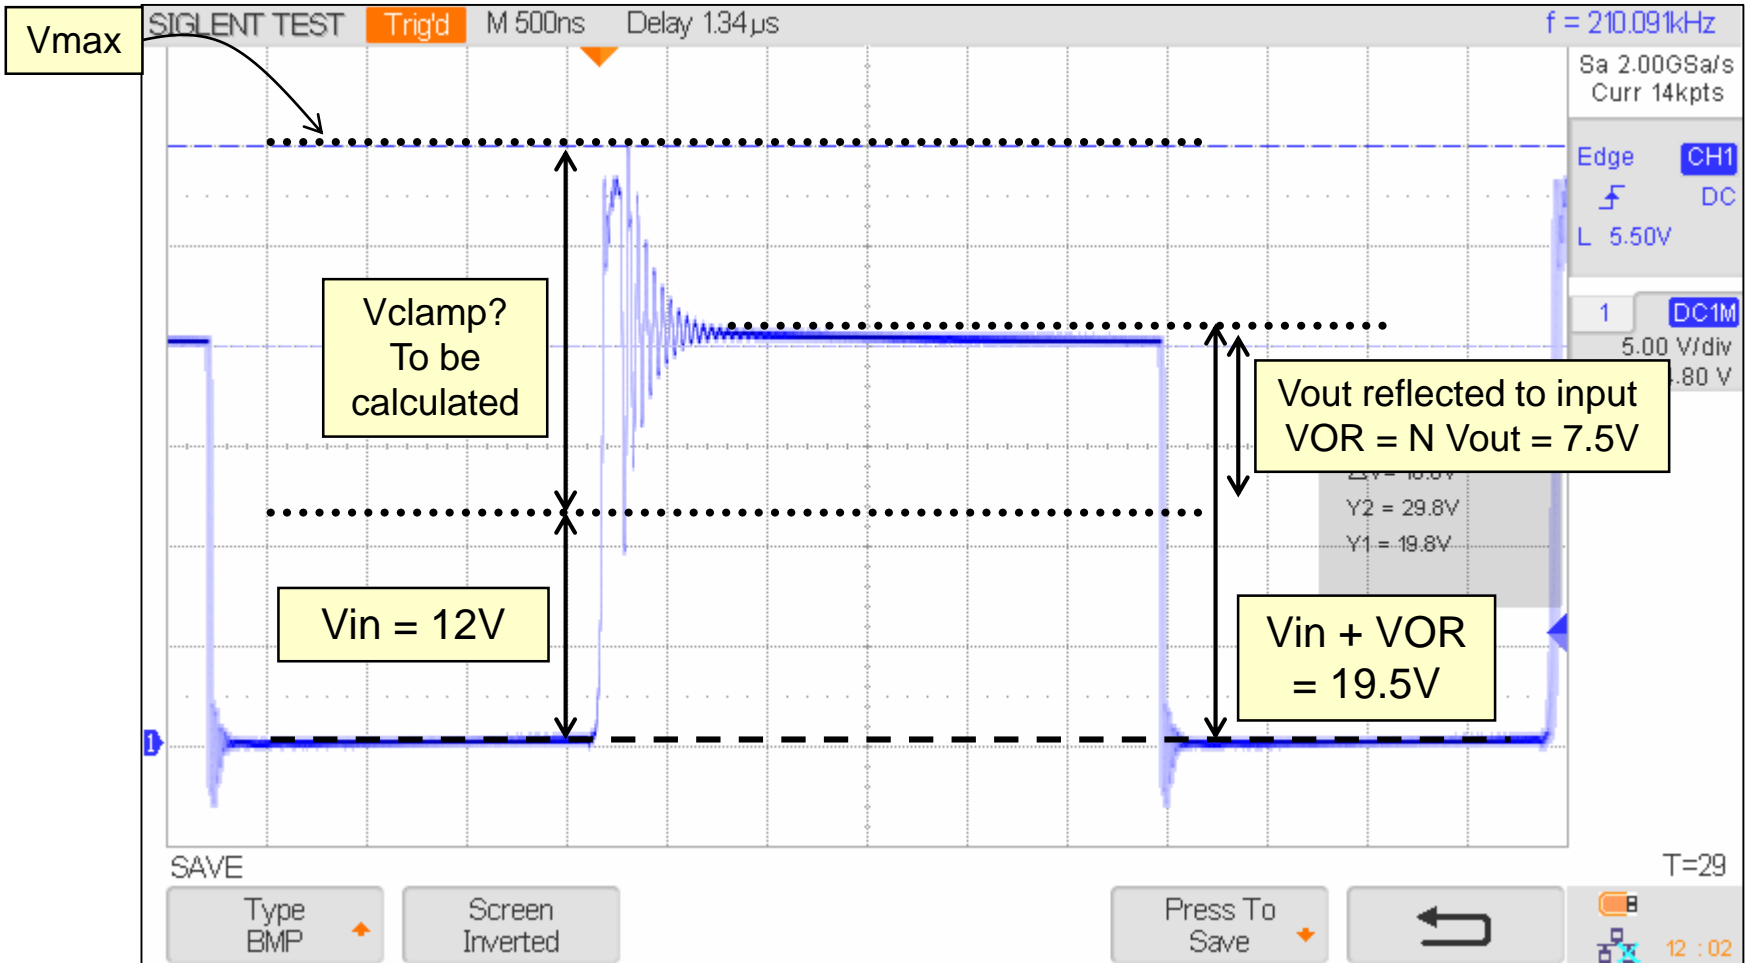 Vmax
SIGLENT TEST Trig'd M 500ns Delay 1.34µs f = 210.091kHz
Sa 2.00GSa/s
Curr 14kpts
Edge CH1
DC
L 5.50V
1 DC1M
5.00 V/div
.80 V
Vclamp?
To be
calculated
Vout reflected to input
VOR = N Vout = 7.5V
Y2 = 29.8V
Y1 = 19.8V
Vin = 12V
Vin + VOR
= 19.5V
1
SAVE T=29
Type
BMP
Screen
Inverted
Press To
Save
12 : 02